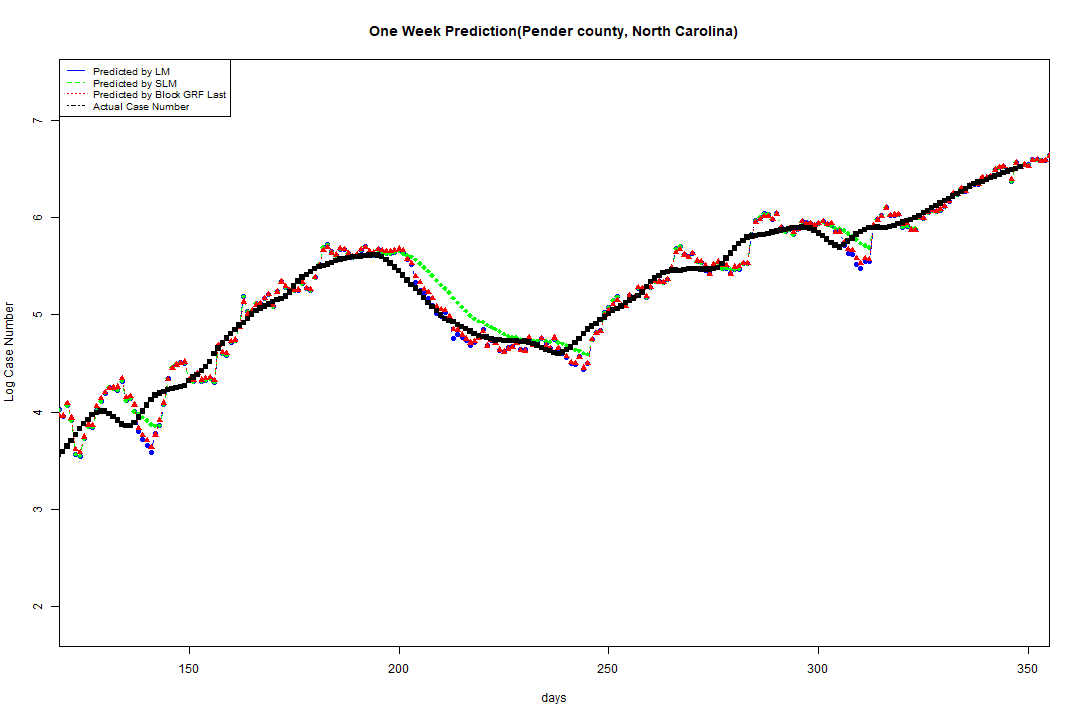 One Week Prediction(Pender county, North Carolina)
Predicted by LM
Predicted by SLM
Predicted by Block GRF Last
Actual Case Number
7
6
5
4
3
2
Log Case Number
150 200 250 300 350
days